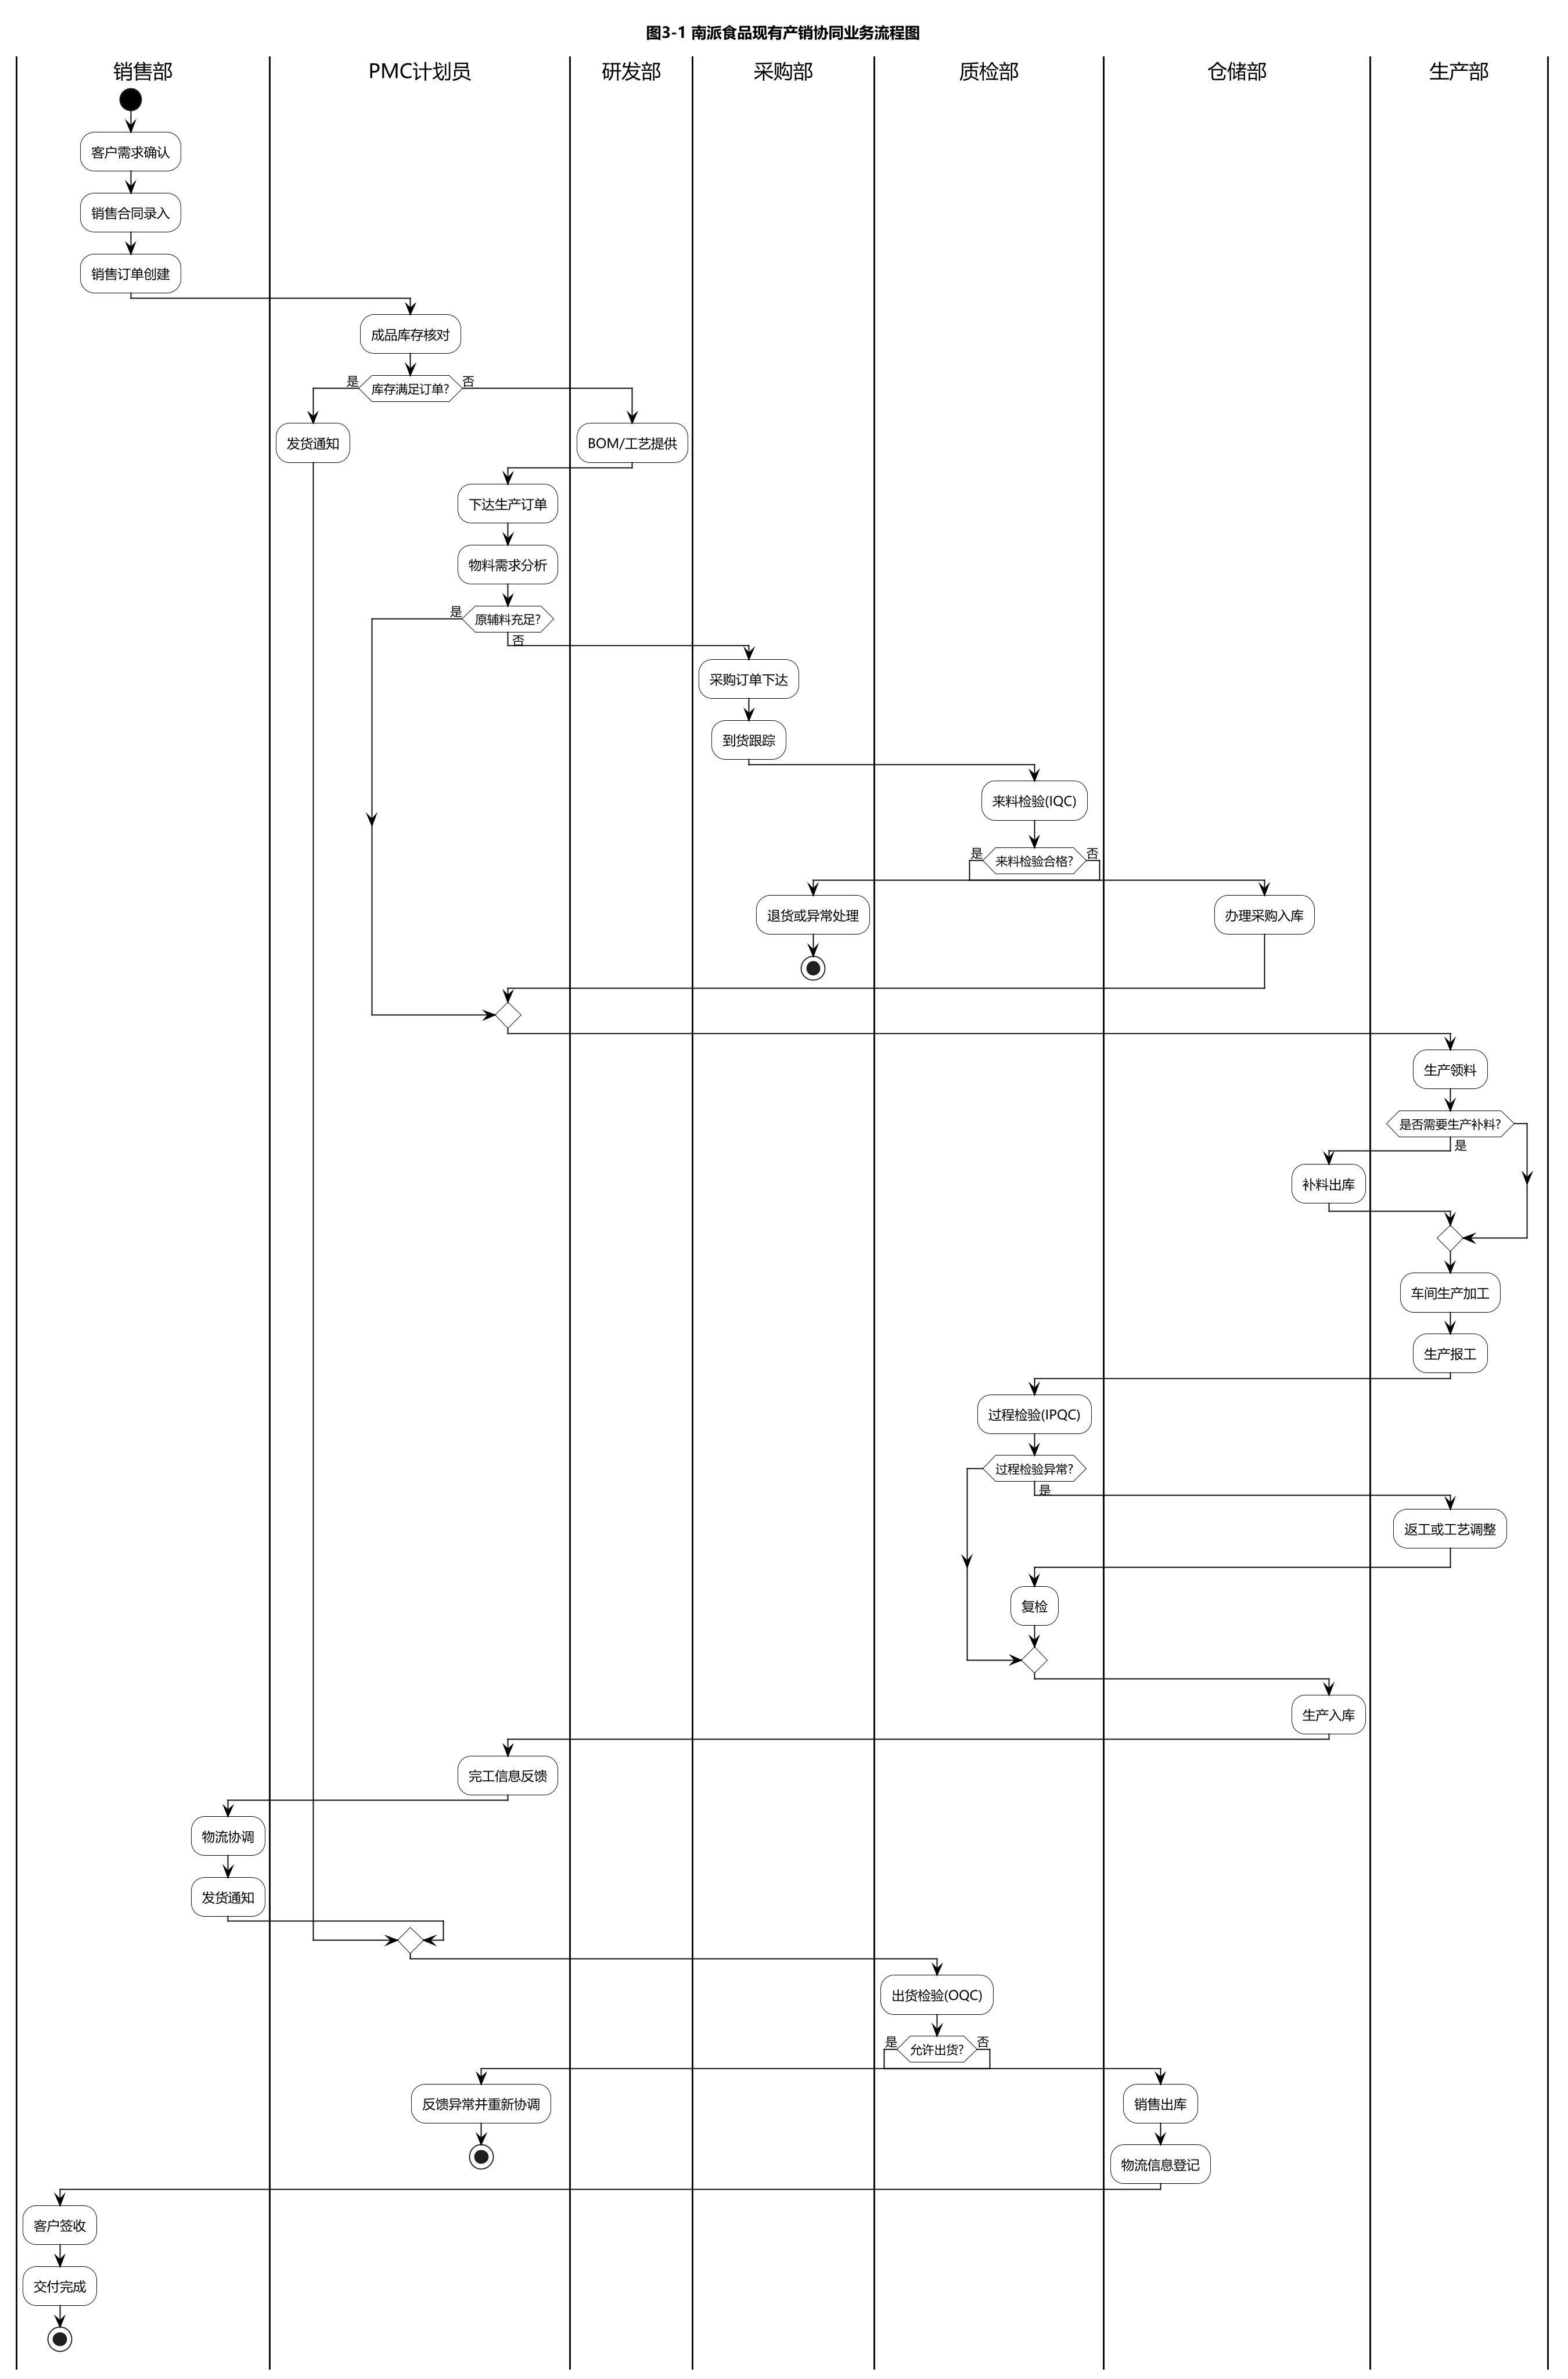 图3-1 南派食品现有产销协同业务流程图
销售部
PMC计划员
研发部
采购部
质检部
仓储部
生产部
客户需求确认
销售合同录入
销售订单创建
成品库存核对
是
库存满足订单?
否
发货通知
BOM/工艺提供
下达生产订单
物料需求分析
是
原辅料充足?
否
采购订单下达
到货跟踪
来料检验(IQC)
是
来料检验合格?
否
退货或异常处理
办理采购入库
生产领料
是否需要生产补料?
是
补料出库
车间生产加工
生产报工
过程检验(IPQC)
过程检验异常?
是
返工或工艺调整
复检
生产入库
完工信息反馈
物流协调
发货通知
出货检验(OQC)
是
允许出货?
否
反馈异常并重新协调
销售出库
物流信息登记
客户签收
交付完成